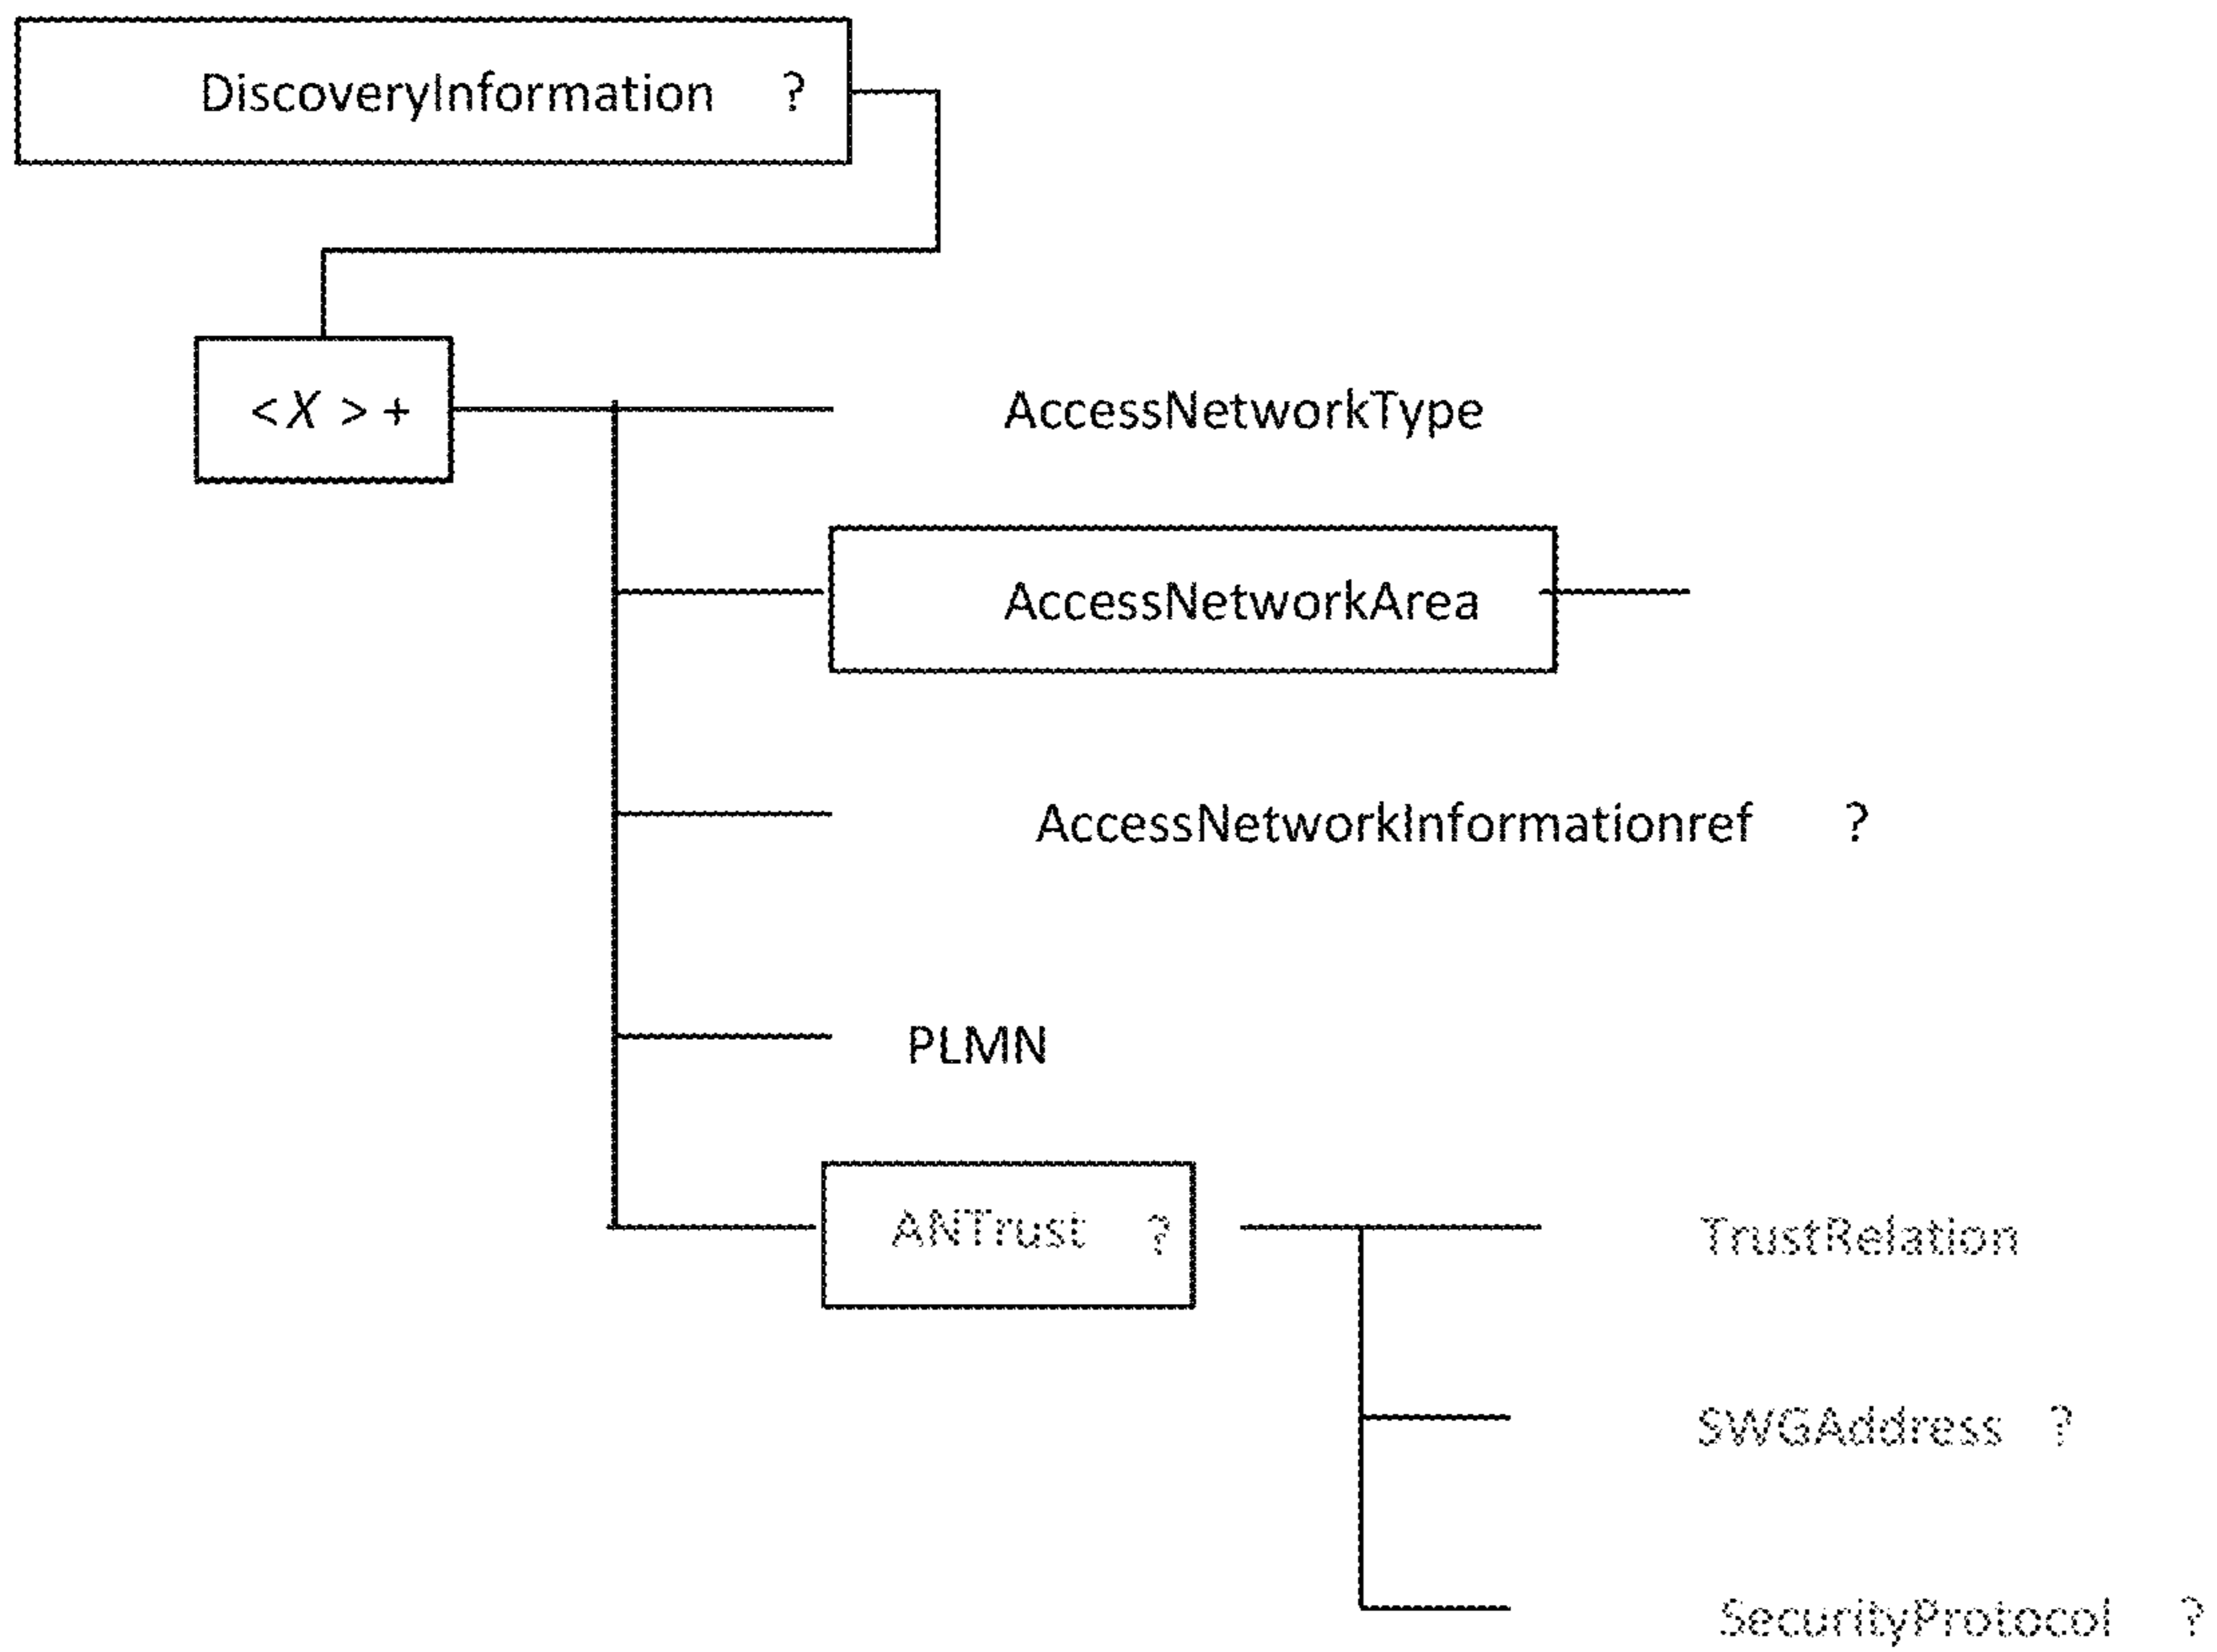 DiscoveryInformation ?
<X>+
AccessNetworkType
AccessNetworkArea
AccessNetworkInformationref ?
PLMN
ANTrust ?
TrustRelation
SWGAddress ?
SecurityProtocol ?